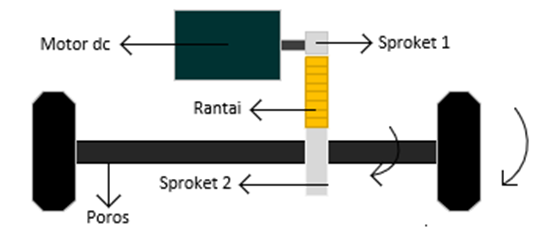 Motor dc
Sproket 1
Rantai
Sproket 2
Poros